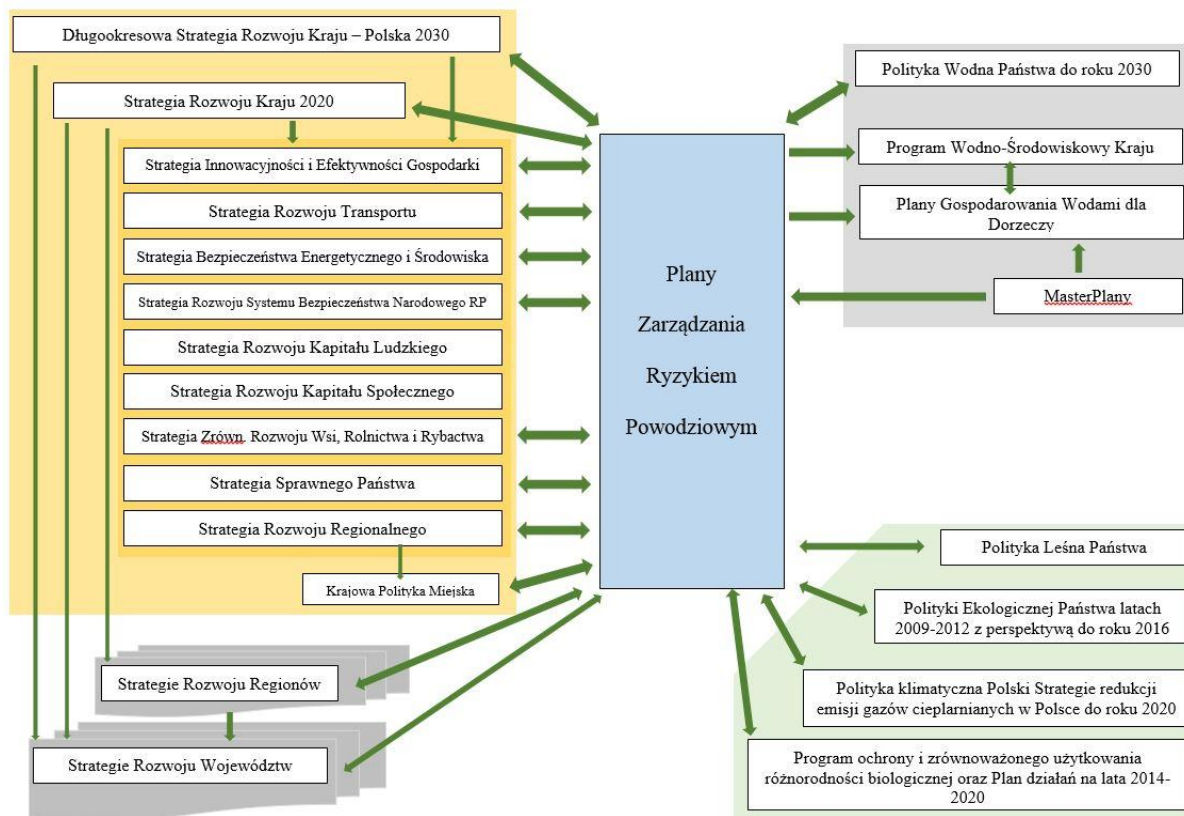 Długookresowa Strategia Rozwoju Kraju – Polska 2030
Strategia Rozwoju Kraju 2020
Strategia Innowacyjności i Efektywności Gospodarki
Strategia Rozwoju Transportu
Strategia Bezpieczeństwa Energetycznego i Środowiska
Strategia Rozwoju Systemu Bezpieczeństwa Narodowego RP
Strategia Rozwoju Kapitału Ludzkiego
Strategia Rozwoju Kapitału Społecznego
Strategia Zrówn. Rozwoju Wsi, Rolnictwa i Rybactwa
Strategia Sprawnego Państwa
Strategia Rozwoju Regionalnego
Krajowa Polityka Miejska
Strategie Rozwoju Regionów
Strategie Rozwoju Województw
Plany
Zarządzania
Ryzykiem
Powodziowym
Polityka Wodna Państwa do roku 2030
Program Wodno-Środowiskowy Kraju
Plany Gospodarowania Wodami dla
Dorzeczy
MasterPlany
Polityka Leśna Państwa
Polityki Ekologicznej Państwa latach
2009-2012 z perspektywą do roku 2016
Polityka klimatyczna Polski Strategie redukcji
emisji gazów cieplarnianych w Polsce do roku 2020
Program ochrony i zrównoważonego użytkowania
różnorodności biologicznej oraz Plan działań na lata 2014-
2020